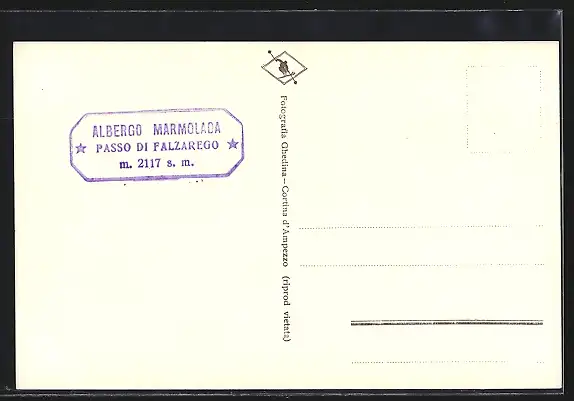 ALBERGO MARMOLADA
PASSO DI FALZAREGO
m. 2117 s. m.
Fotografia Ghedina - Cortina d'Ampezzo (riprod vietata)